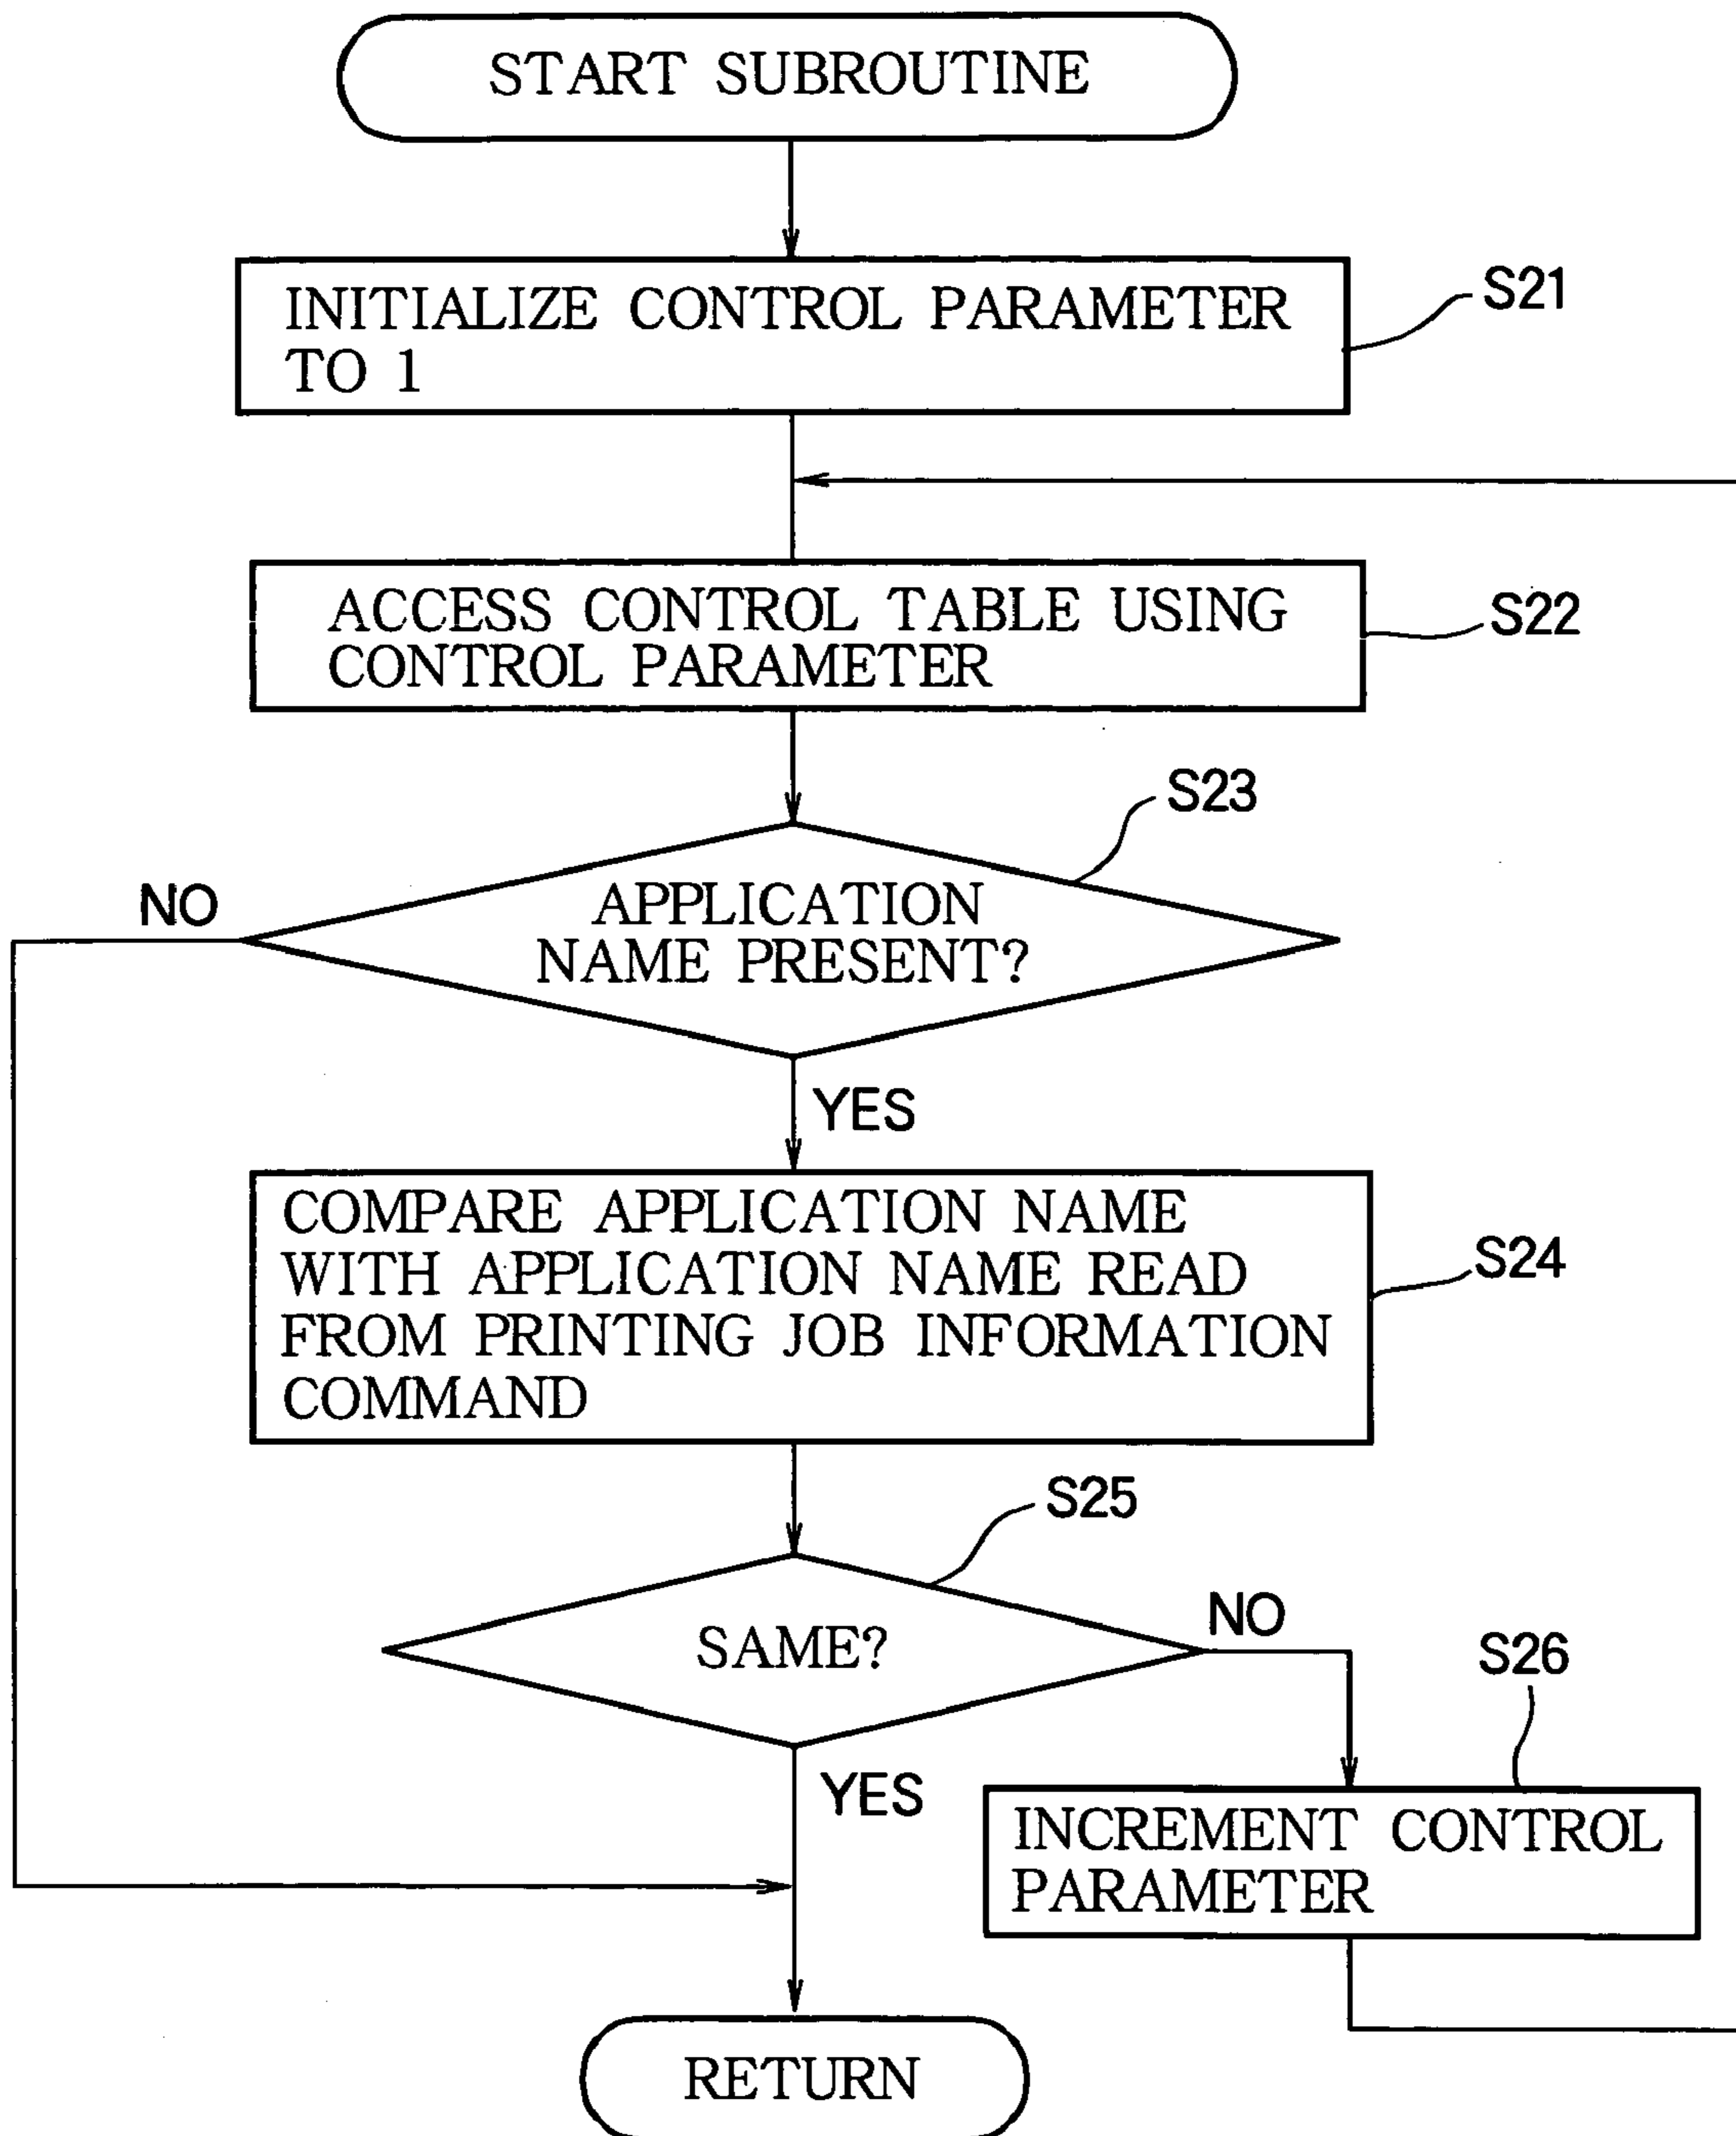 START SUBROUTINE
INITIALIZE CONTROL PARAMETER
TO 1
S21
ACCESS CONTROL TABLE USING
CONTROL PARAMETER
S22
S23
APPLICATION
NAME PRESENT?
NO
YES
COMPARE APPLICATION NAME
WITH APPLICATION NAME READ
FROM PRINTING JOB INFORMATION
COMMAND
S24
S25
SAME?
NO
YES
S26
INCREMENT CONTROL
PARAMETER
RETURN